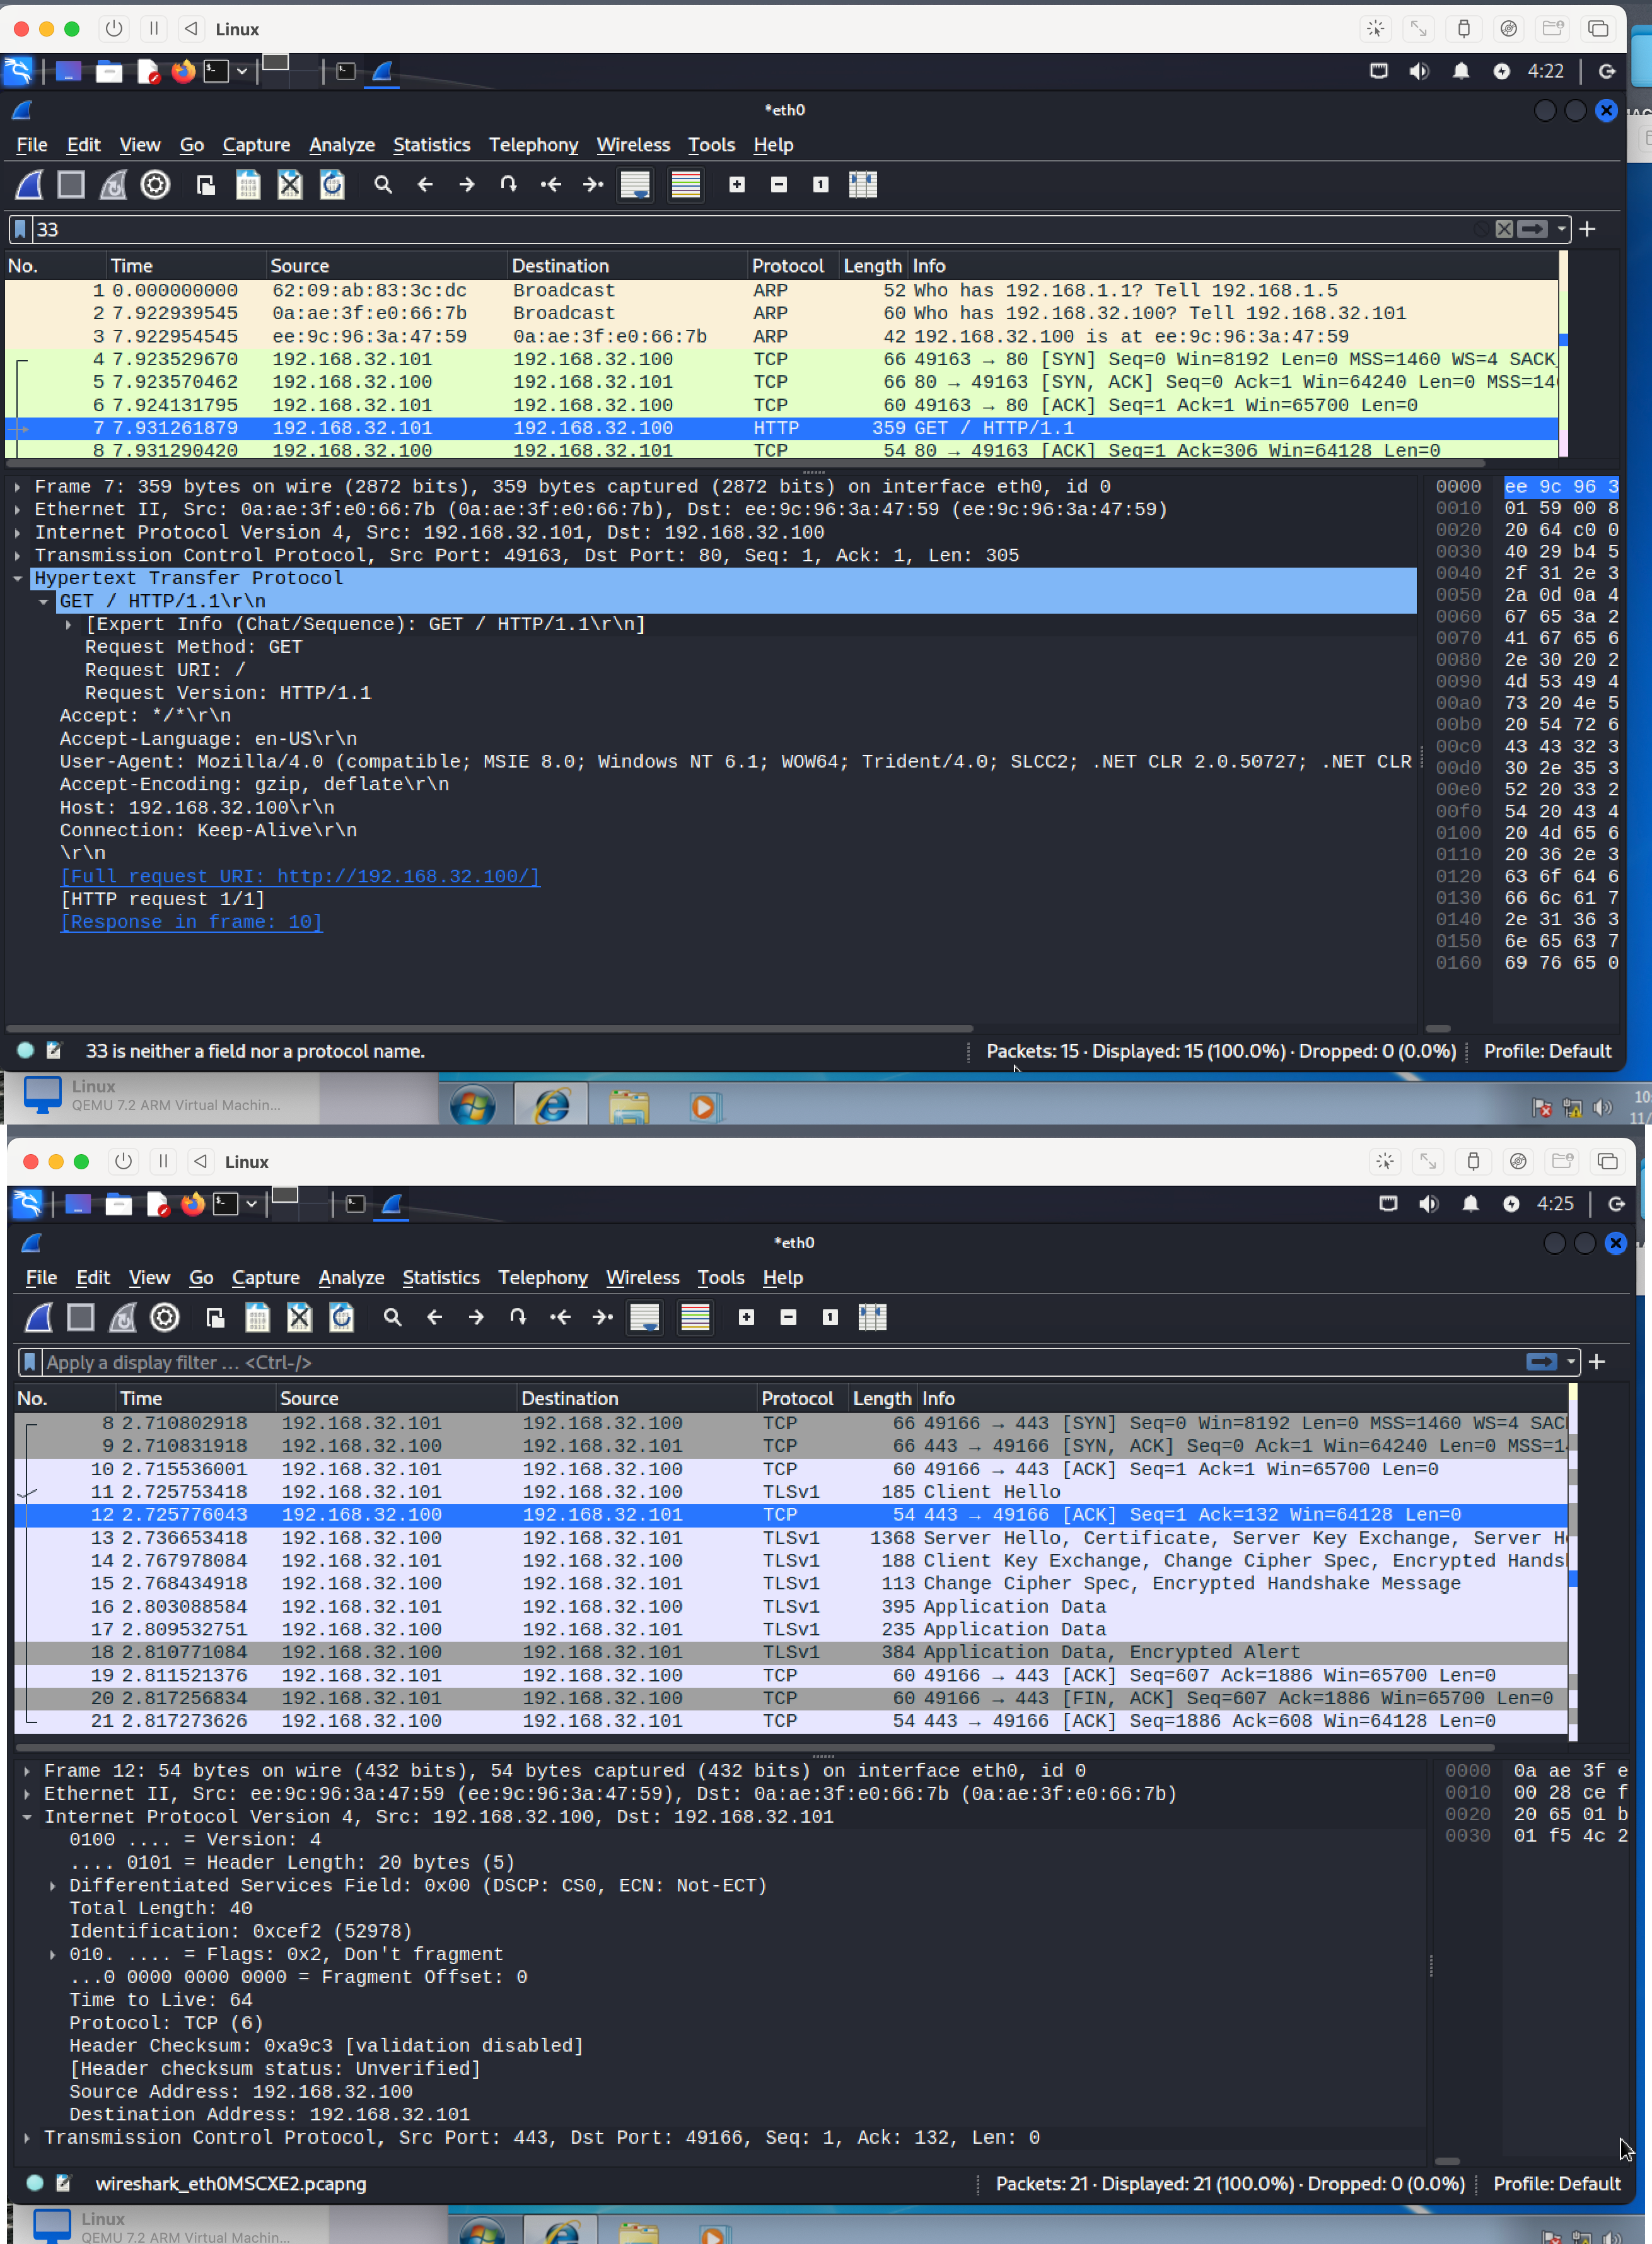 Linux
4:22
*eth0
File Edit View Go Capture Analyze Statistics Telephony Wireless Tools Help
33
No. Time Source Destination Protocol Length Info
1 0.000000000 62:09:ab:83:3c:dc Broadcast ARP 52 Who has 192.168.1.1? Tell 192.168.1.5
2 7.922939545 0a:ae:3f:e0:66:7b Broadcast ARP 60 Who has 192.168.32.100? Tell 192.168.32.101
3 7.922954545 ee:9c:96:3a:47:59 0a:ae:3f:e0:66:7b ARP 42 192.168.32.100 is at ee:9c:96:3a:47:59
4 7.923529670 192.168.32.101 192.168.32.100 TCP 66 49163 → 80 [SYN] Seq=0 Win=8192 Len=0 MSS=1460 WS=4 SACK_
5 7.923570462 192.168.32.100 192.168.32.101 TCP 66 80 → 49163 [SYN, ACK] Seq=0 Ack=1 Win=64240 Len=0 MSS=14
6 7.924131795 192.168.32.101 192.168.32.100 TCP 60 49163 → 80 [ACK] Seq=1 Ack=1 Win=65700 Len=0
7 7.931261879 192.168.32.101 192.168.32.100 HTTP 359 GET / HTTP/1.1
8 7.931290420 192.168.32.100 192.168.32.101 TCP 54 80 → 49163 [ACK] Seq=1 Ack=306 Win=64128 Len=0
Frame 7: 359 bytes on wire (2872 bits), 359 bytes captured (2872 bits) on interface eth0, id 0
Ethernet II, Src: 0a:ae:3f:e0:66:7b (0a:ae:3f:e0:66:7b), Dst: ee:9c:96:3a:47:59 (ee:9c:96:3a:47:59)
Internet Protocol Version 4, Src: 192.168.32.101, Dst: 192.168.32.100
Transmission Control Protocol, Src Port: 49163, Dst Port: 80, Seq: 1, Ack: 1, Len: 305
Hypertext Transfer Protocol
GET / HTTP/1.1\r\n
[Expert Info (Chat/Sequence): GET / HTTP/1.1\r\n]
Request Method: GET
Request URI: /
Request Version: HTTP/1.1
Accept: */*\r\n
Accept-Language: en-US\r\n
User-Agent: Mozilla/4.0 (compatible; MSIE 8.0; Windows NT 6.1; WOW64; Trident/4.0; SLCC2; .NET CLR 2.0.50727; .NET CLR
Accept-Encoding: gzip, deflate\r\n
Host: 192.168.32.100\r\n
Connection: Keep-Alive\r\n
\r\n
[Full request URI: http://192.168.32.100/]
[HTTP request 1/1]
[Response in frame: 10]
0000 ee 9c 96 3
0010 01 59 00 8
0020 20 64 c0 0
0030 40 29 b4 5
0040 2f 31 2e 3
0050 2a 0d 0a 4
0060 67 65 3a 2
0070 41 67 65 6
0080 2e 30 20 2
0090 4d 53 49 4
00a0 73 20 4e 5
00b0 20 54 72 6
00c0 43 43 32 3
00d0 30 2e 35 3
00e0 52 20 33 2
00f0 54 20 43 4
0100 20 4d 65 6
0110 20 36 2e 3
0120 63 6f 64 6
0130 66 6c 61 7
0140 2e 31 36 3
0150 6e 65 63 7
0160 69 76 65 0
33 is neither a field nor a protocol name.
Packets: 15 · Displayed: 15 (100.0%) · Dropped: 0 (0.0%)
Profile: Default
Linux
QEMU 7.2 ARM Virtual Machin...
10
11/
Linux
4:25
*eth0
File Edit View Go Capture Analyze Statistics Telephony Wireless Tools Help
Apply a display filter … <Ctrl-/>
No. Time Source Destination Protocol Length Info
8 2.710802918 192.168.32.101 192.168.32.100 TCP 66 49166 → 443 [SYN] Seq=0 Win=8192 Len=0 MSS=1460 WS=4 SAC
9 2.710831918 192.168.32.100 192.168.32.101 TCP 66 443 → 49166 [SYN, ACK] Seq=0 Ack=1 Win=64240 Len=0 MSS=1
10 2.715536001 192.168.32.101 192.168.32.100 TCP 60 49166 → 443 [ACK] Seq=1 Ack=1 Win=65700 Len=0
11 2.725753418 192.168.32.101 192.168.32.100 TLSv1 185 Client Hello
12 2.725776043 192.168.32.100 192.168.32.101 TCP 54 443 → 49166 [ACK] Seq=1 Ack=132 Win=64128 Len=0
13 2.736653418 192.168.32.100 192.168.32.101 TLSv1 1368 Server Hello, Certificate, Server Key Exchange, Server H
14 2.767978084 192.168.32.101 192.168.32.100 TLSv1 188 Client Key Exchange, Change Cipher Spec, Encrypted Hands
15 2.768434918 192.168.32.100 192.168.32.101 TLSv1 113 Change Cipher Spec, Encrypted Handshake Message
16 2.803088584 192.168.32.101 192.168.32.100 TLSv1 395 Application Data
17 2.809532751 192.168.32.100 192.168.32.101 TLSv1 235 Application Data
18 2.810771084 192.168.32.100 192.168.32.101 TLSv1 384 Application Data, Encrypted Alert
19 2.811521376 192.168.32.101 192.168.32.100 TCP 60 49166 → 443 [ACK] Seq=607 Ack=1886 Win=65700 Len=0
20 2.817256834 192.168.32.101 192.168.32.100 TCP 60 49166 → 443 [FIN, ACK] Seq=607 Ack=1886 Win=65700 Len=0
21 2.817273626 192.168.32.100 192.168.32.101 TCP 54 443 → 49166 [ACK] Seq=1886 Ack=608 Win=64128 Len=0
Frame 12: 54 bytes on wire (432 bits), 54 bytes captured (432 bits) on interface eth0, id 0
Ethernet II, Src: ee:9c:96:3a:47:59 (ee:9c:96:3a:47:59), Dst: 0a:ae:3f:e0:66:7b (0a:ae:3f:e0:66:7b)
Internet Protocol Version 4, Src: 192.168.32.100, Dst: 192.168.32.101
0100 .... = Version: 4
.... 0101 = Header Length: 20 bytes (5)
Differentiated Services Field: 0x00 (DSCP: CS0, ECN: Not-ECT)
Total Length: 40
Identification: 0xcef2 (52978)
010. .... = Flags: 0x2, Don't fragment
...0 0000 0000 0000 = Fragment Offset: 0
Time to Live: 64
Protocol: TCP (6)
Header Checksum: 0xa9c3 [validation disabled]
[Header checksum status: Unverified]
Source Address: 192.168.32.100
Destination Address: 192.168.32.101
Transmission Control Protocol, Src Port: 443, Dst Port: 49166, Seq: 1, Ack: 132, Len: 0
0000 0a ae 3f e
0010 00 28 ce f
0020 20 65 01 b
0030 01 f5 4c 2
wireshark_eth0MSCXE2.pcapng
Packets: 21 · Displayed: 21 (100.0%) · Dropped: 0 (0.0%)
Profile: Default
Linux
QEMU 7.2 ARM Virtual Machin...